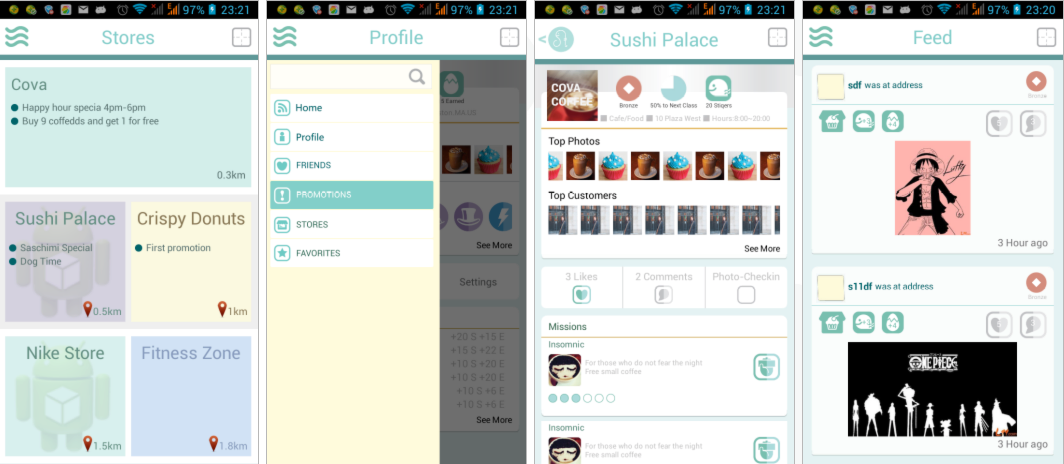 97% 23:21
Stores
Cova
Happy hour specia 4pm-6pm
Buy 9 coffedds and get 1 for free
0.3km
Sushi Palace
Saschimi Special
Dog Time
0.5km
Crispy Donuts
First promotion
1km
Nike Store
1.5km
Fitness Zone
1.8km
97% 23:21
Profile
Home
Profile
FRIENDS
PROMOTIONS
STORES
FAVORITES
Earned
See More
Settings
+20 S +15 E
+15 S +22 E
+10 S +20 E
+10 S +20 E
+10 S +6 E
+10 S +6 E
See More
97% 23:21
< Sushi Palace
COVA
COFFEE
Bronze
50% to Next Class
20 Stigers
Cafe/Food 10 Plaza West Hours 8:00~20:00
Top Photos
Top Customers
See More
3 Likes
2 Comments
Photo-Checkin
Missions
Insomnic
For those who do not fear the night
Free small coffee
Insomnic
For those who do not fear the night
Free small coffee
97% 23:20
Feed
sdf was at address
Bronze
Luffy
3 Hour ago
s11df was at address
Bronze
ONE PIECE
3 Hour ago